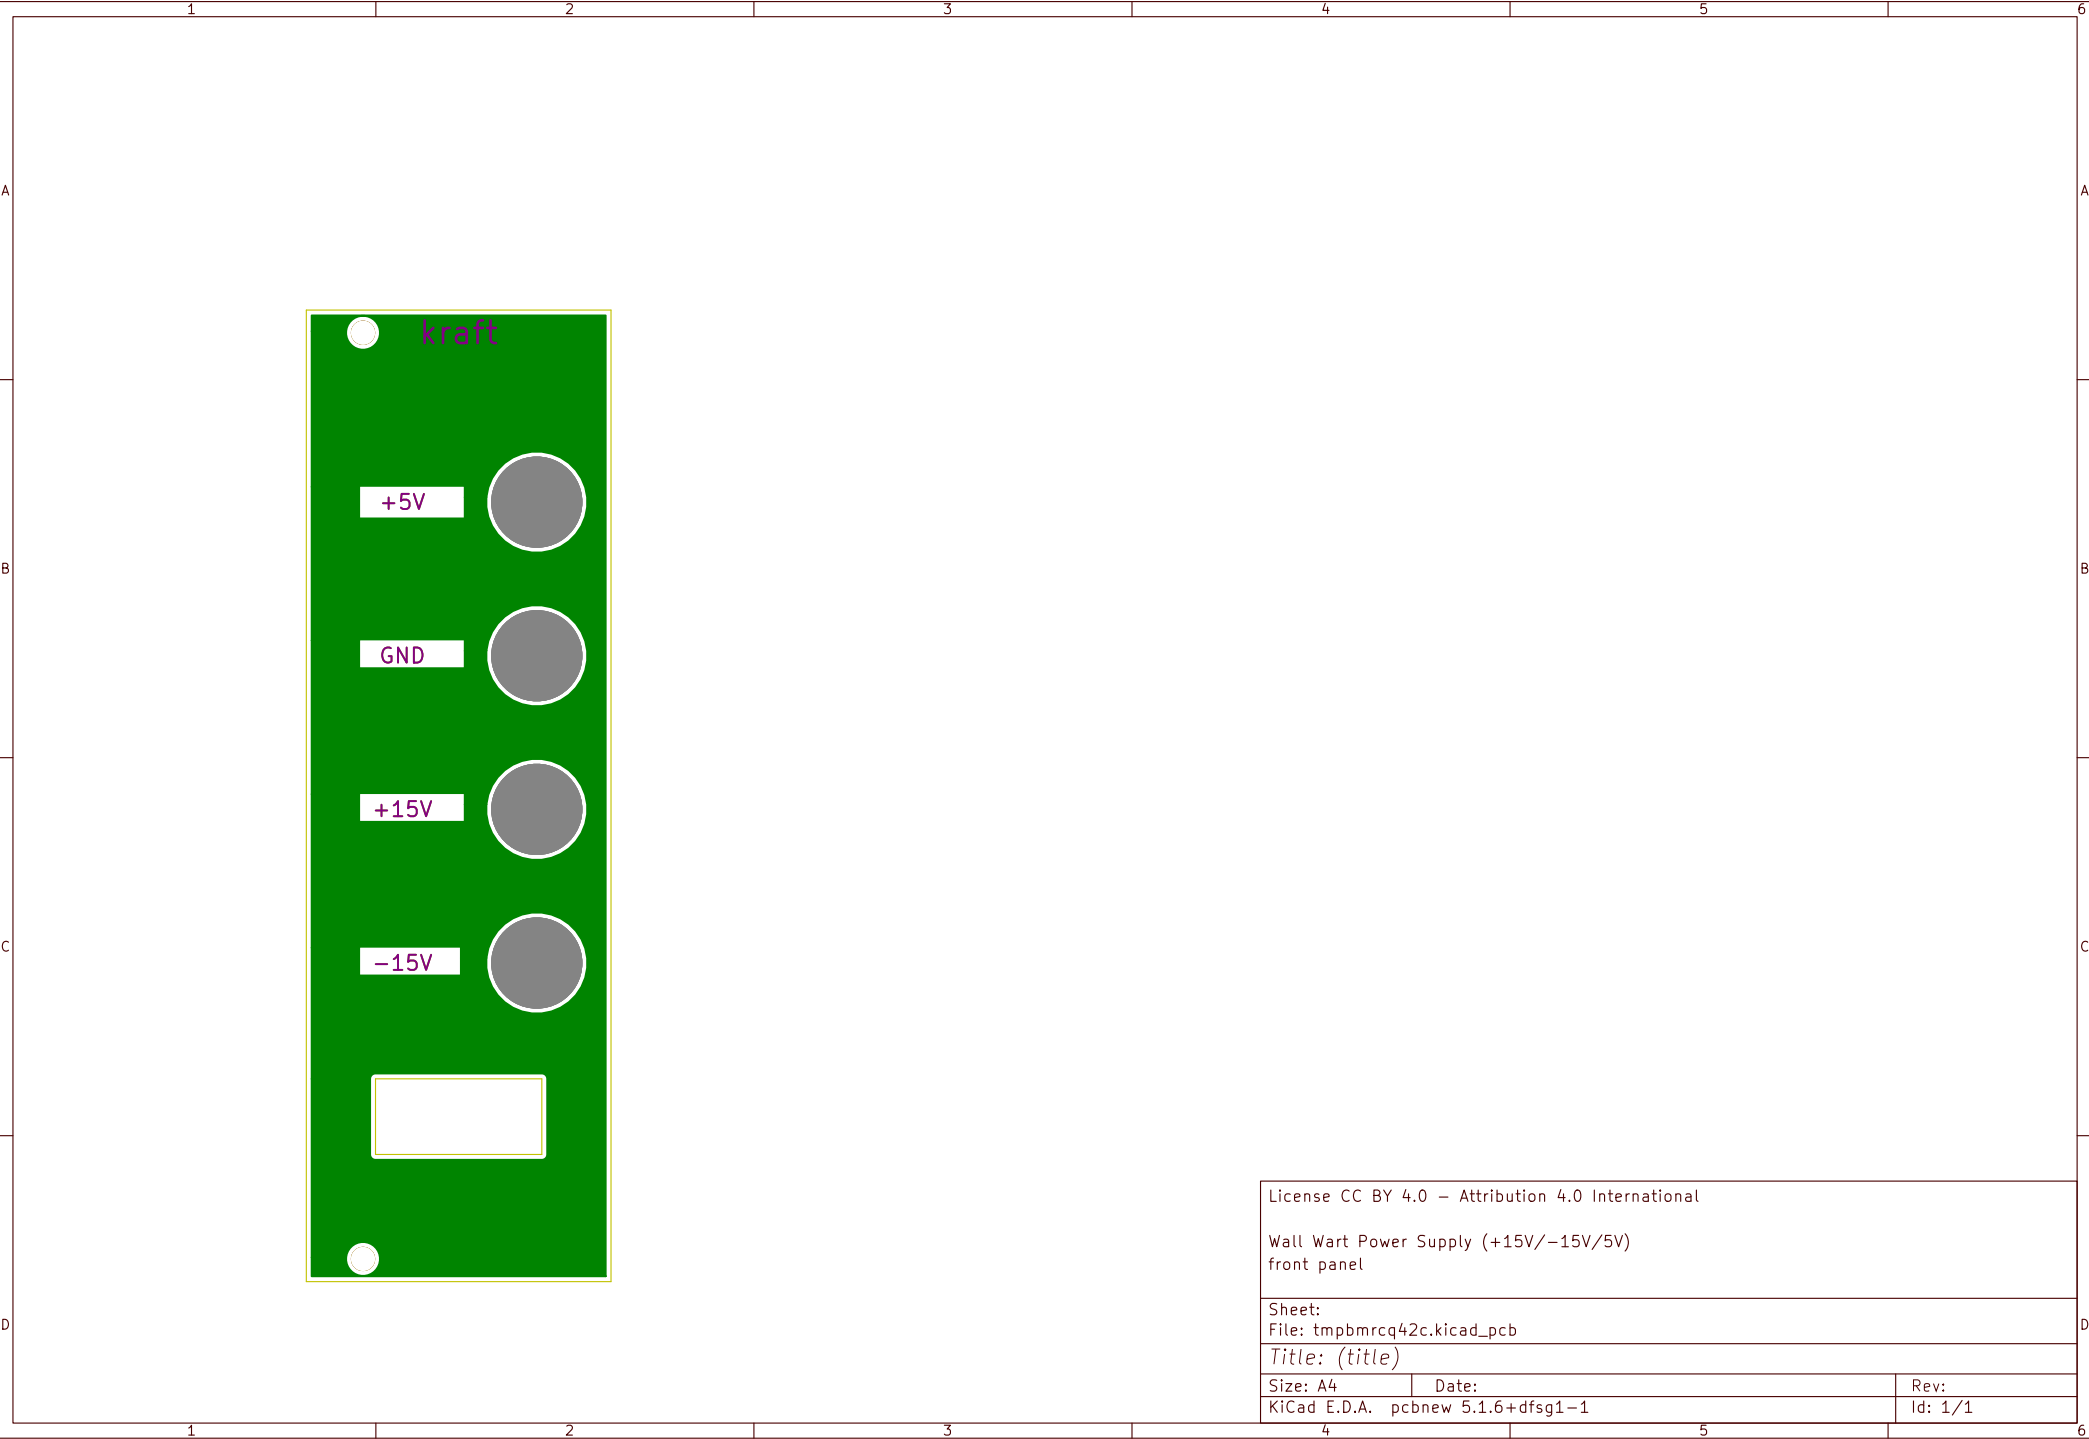 1 2 3 4 5 6
A A
kraft
+5V
B B
GND
+15V
C C
-15V
License CC BY 4.0 - Attribution 4.0 International
Wall Wart Power Supply (+15V/-15V/5V)
front panel
Sheet:
D D
File: tmpbmrcq42c.kicad_pcb
Title: (title)
Size: A4 Date: Rev:
KiCad E.D.A. pcbnew 5.1.6+dfsg1-1 Id: 1/1
1 2 3 4 5 6